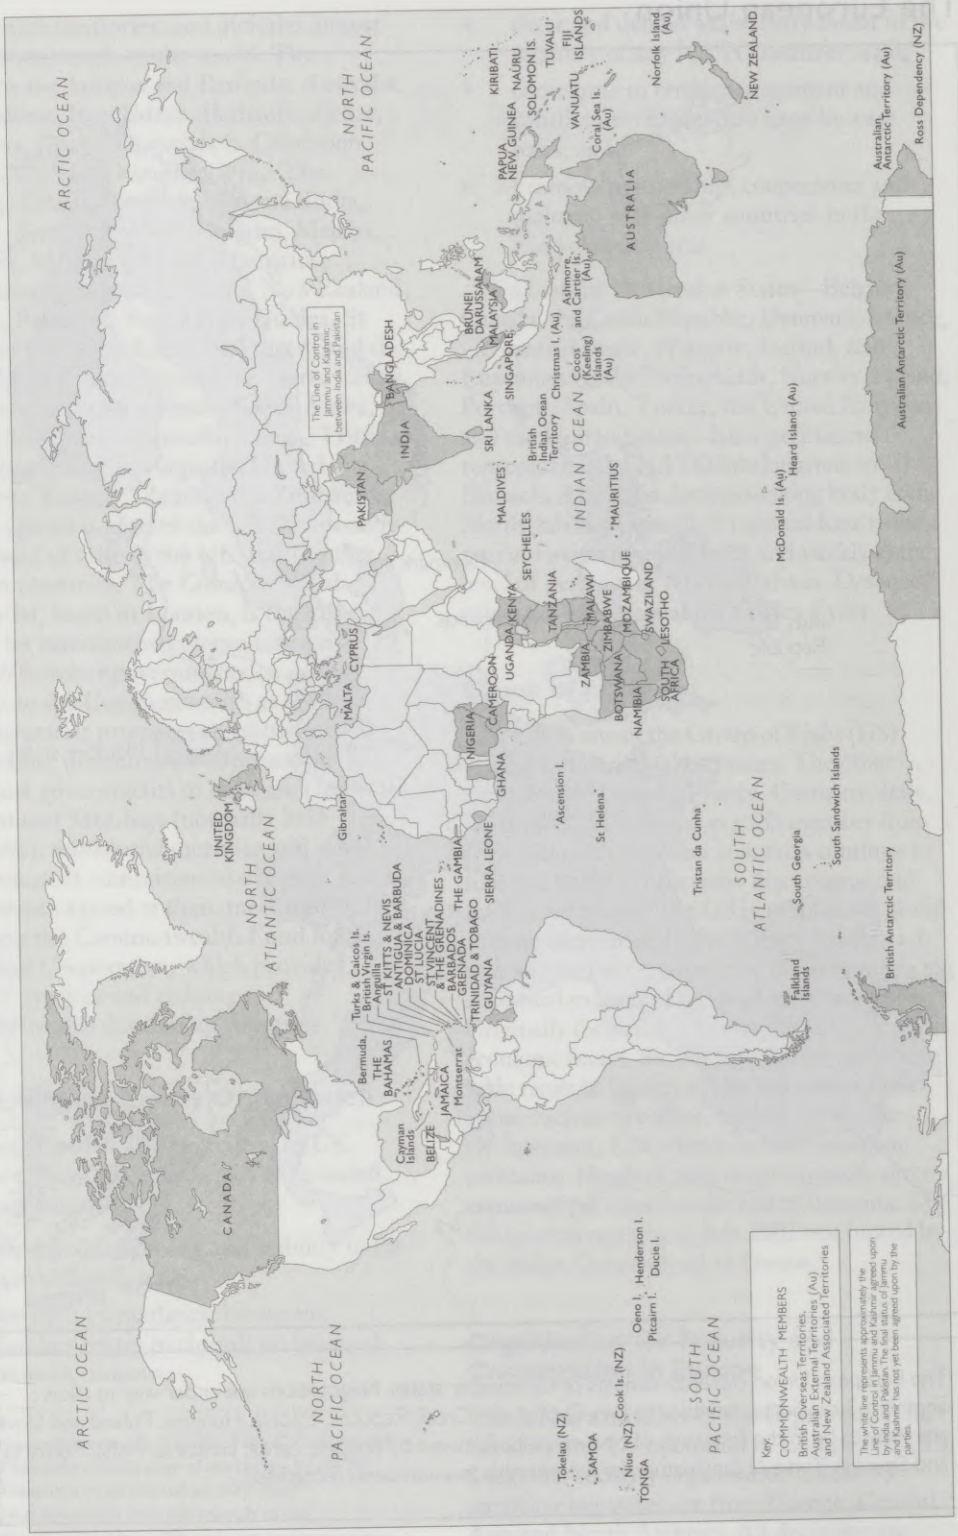 ARCTIC OCEAN
ARCTIC OCEAN
NORTH
PACIFIC OCEAN
CANADA
Bermuda
THE
BAHAMAS
Turks & Caicos Is.
British Virgin Is.
Anguilla
ST KITTS & NEVIS
ANTIGUA & BARBUDA
DOMINICA
ST LUCIA
ST VINCENT
& THE GRENADINES
BARBADOS
GRENADA
TRINIDAD & TOBAGO
GUYANA
Cayman
Islands
BELIZE
JAMAICA
Montserrat
NORTH
ATLANTIC OCEAN
UNITED
KINGDOM
Gibraltar
MALTA
CYPRUS
THE GAMBIA
SIERRA LEONE
GHANA
NIGERIA
CAMEROON
UGANDA
KENYA
TANZANIA
ZAMBIA
MALAWI
ZIMBABWE
MOZAMBIQUE
BOTSWANA
NAMIBIA
SWAZILAND
LESOTHO
SOUTH
AFRICA
SEYCHELLES
MAURITIUS
MALDIVES
PAKISTAN
INDIA
BANGLADESH
SRI LANKA
The Line of Control in
Jammu and Kashmir,
between India and Pakistan
BRUNEI
DARUSSALAM
MALAYSIA
SINGAPORE
British
Indian Ocean
Territory
Christmas I. (Au)
Cocos
(Keeling)
Islands
(Au)
Ashmore
and Cartier Is.
(Au)
INDIAN OCEAN
NORTH
PACIFIC OCEAN
KIRIBATI
NAURU
PAPUA
NEW GUINEA
SOLOMON IS.
TUVALU
VANUATU
FIJI
ISLANDS
Coral Sea Is.
(Au)
Norfolk Island
(Au)
AUSTRALIA
NEW ZEALAND
Ascension I.
St Helena
Tristan da Cunha
SOUTH
ATLANTIC OCEAN
South Georgia
South Sandwich Islands
Falkland
Islands
British Antarctic Territory
McDonald Is. (Au)
Heard Island (Au)
Australian Antarctic Territory (Au)
Australian
Antarctic Territory (Au)
Ross Dependency (NZ)
Tokelau (NZ)
SAMOA
Niue (NZ)
Cook Is. (NZ)
TONGA
Oeno I.
Henderson I.
Pitcairn I.
Ducie I.
SOUTH
PACIFIC OCEAN
Key:
COMMONWEALTH MEMBERS
British Overseas Territories,
Australian External Territories (Au)
and New Zealand Associated Territories
The white line represents approximately the
Line of Control in Jammu and Kashmir agreed upon
by India and Pakistan. The final status of Jammu
and Kashmir has not yet been agreed upon by the
parties.